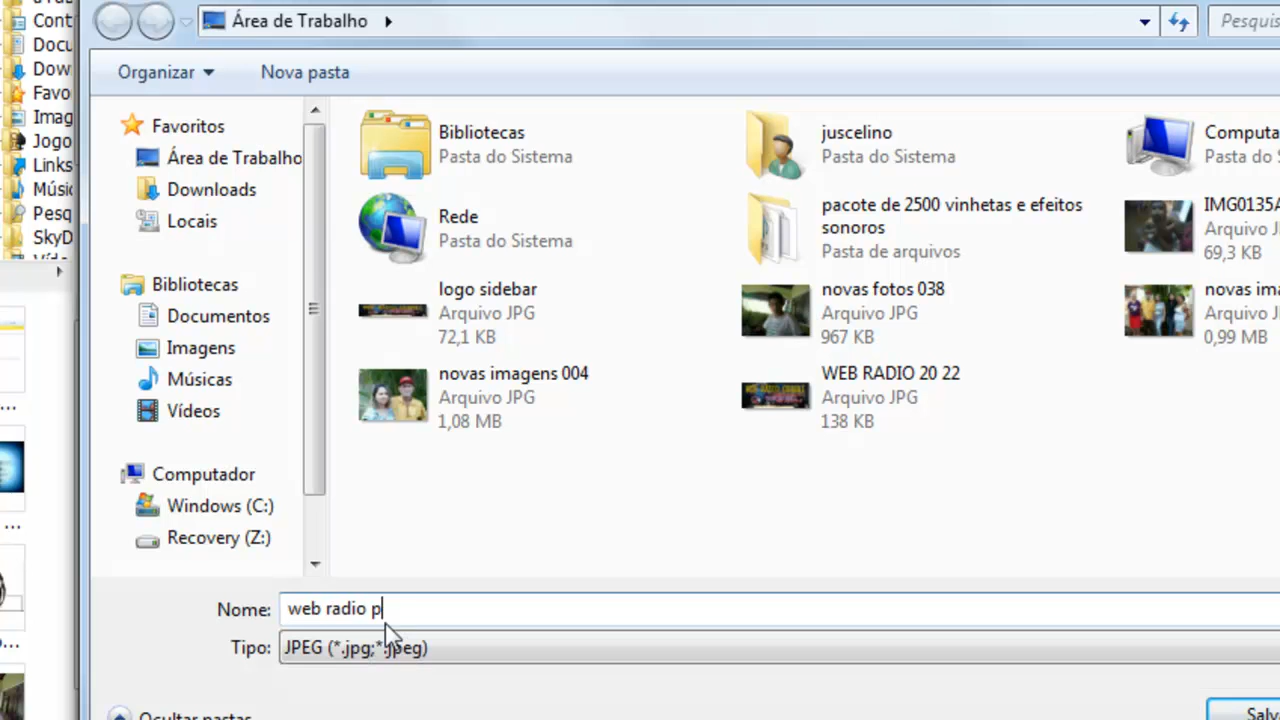 Área de Trabalho
Organizar
Nova pasta
Favoritos
Área de Trabalho
Downloads
Locais
Bibliotecas
Documentos
Imagens
Músicas
Vídeos
Computador
Windows (C:)
Recovery (Z:)
Bibliotecas
Pasta do Sistema
juscelino
Pasta do Sistema
Computa
Pasta do S
Rede
Pasta do Sistema
pacote de 2500 vinhetas e efeitos
sonoros
Pasta de arquivos
IMG0135A
Arquivo J
69,3 KB
logo sidebar
Arquivo JPG
72,1 KB
novas fotos 038
Arquivo JPG
967 KB
novas ima
Arquivo J
0,99 MB
novas imagens 004
Arquivo JPG
1,08 MB
WEB RADIO 20 22
Arquivo JPG
138 KB
Nome: web radio p
Tipo: JPEG (*.jpg;*.jpeg)
Ocultar pastas
Salv
Pesquis
Cont
Docu
Dow
Favo
Imag
Jogo
Links
Músic
Pesq
SkyD